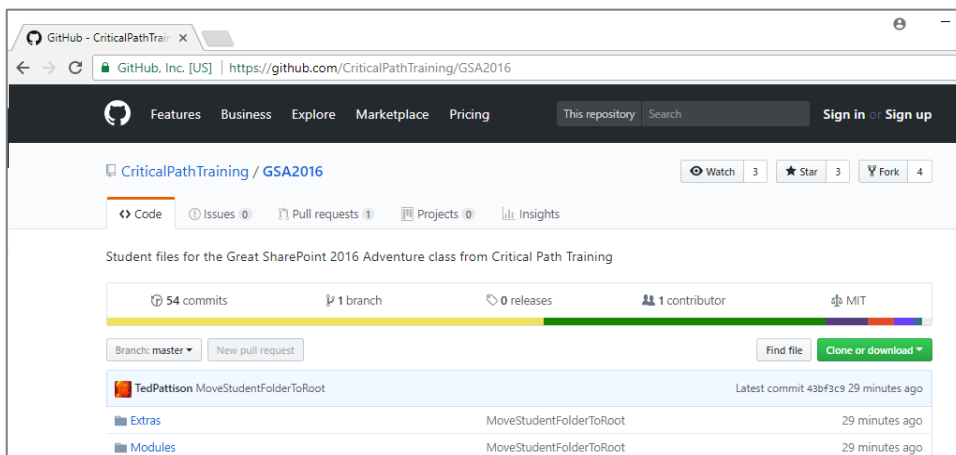 GitHub - CriticalPathTrain
GitHub, Inc. [US] | https://github.com/CriticalPathTraining/GSA2016
Features Business Explore Marketplace Pricing This repository Search Sign in or Sign up
CriticalPathTraining / GSA2016 Watch 3 Star 3 Fork 4
Code Issues 0 Pull requests 1 Projects 0 Insights
Student files for the Great SharePoint 2016 Adventure class from Critical Path Training
54 commits 1 branch 0 releases 1 contributor MIT
Branch: master New pull request Find file Clone or download
TedPattison MoveStudentFolderToRoot Latest commit 43bf3c9 29 minutes ago
Extras MoveStudentFolderToRoot 29 minutes ago
Modules MoveStudentFolderToRoot 29 minutes ago